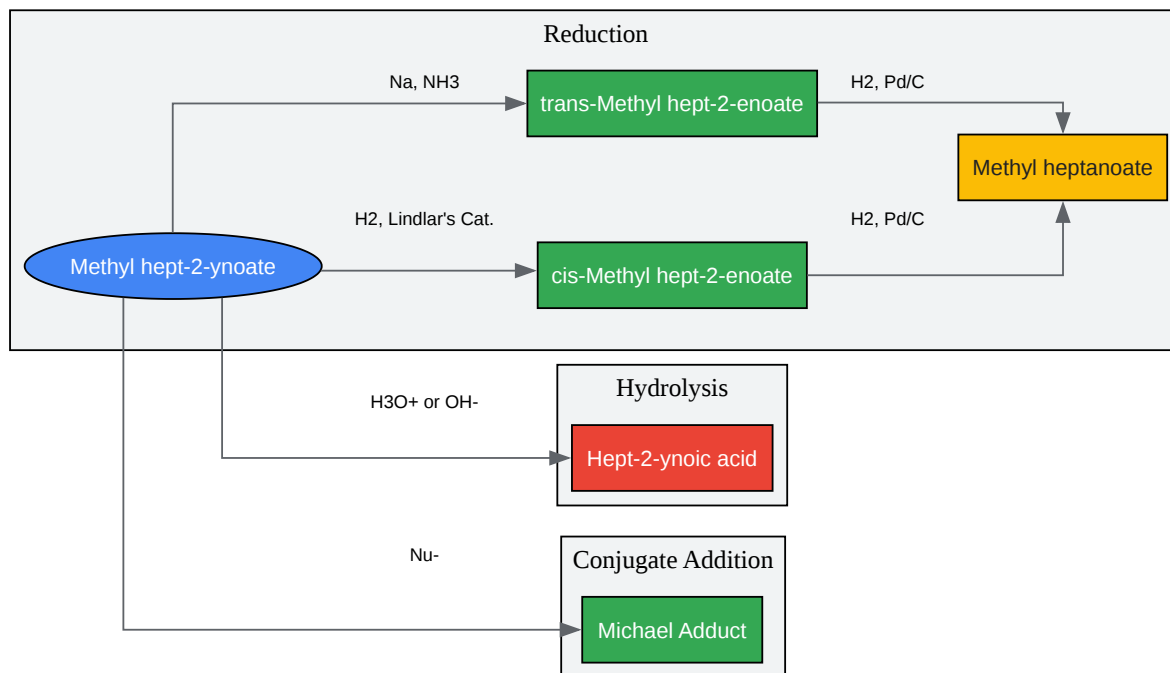 Reduction
Na, NH3
trans-Methyl hept-2-enoate
H2, Pd/C
Methyl heptanoate
H2, Lindlar's Cat.
H2, Pd/C
Methyl hept-2-ynoate
cis-Methyl hept-2-enoate
Hydrolysis
H3O+ or OH-
Hept-2-ynoic acid
Conjugate Addition
Nu-
Michael Adduct